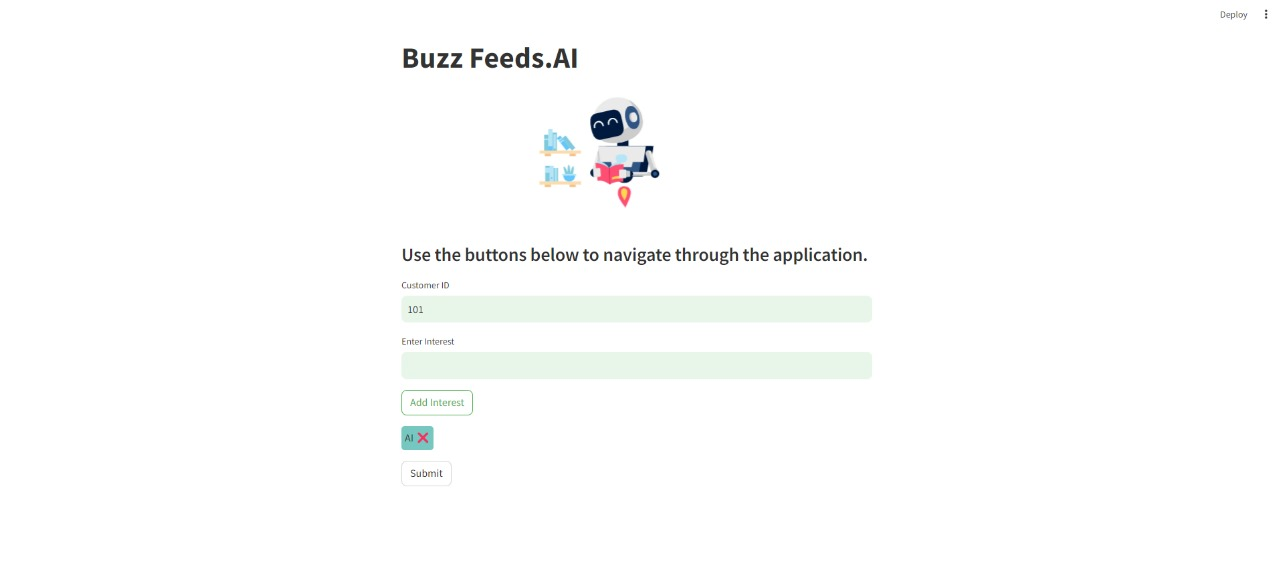 Deploy
Buzz Feeds.AI
Use the buttons below to navigate through the application.
Customer ID
101
Enter Interest
Add Interest
AI ❌
Submit